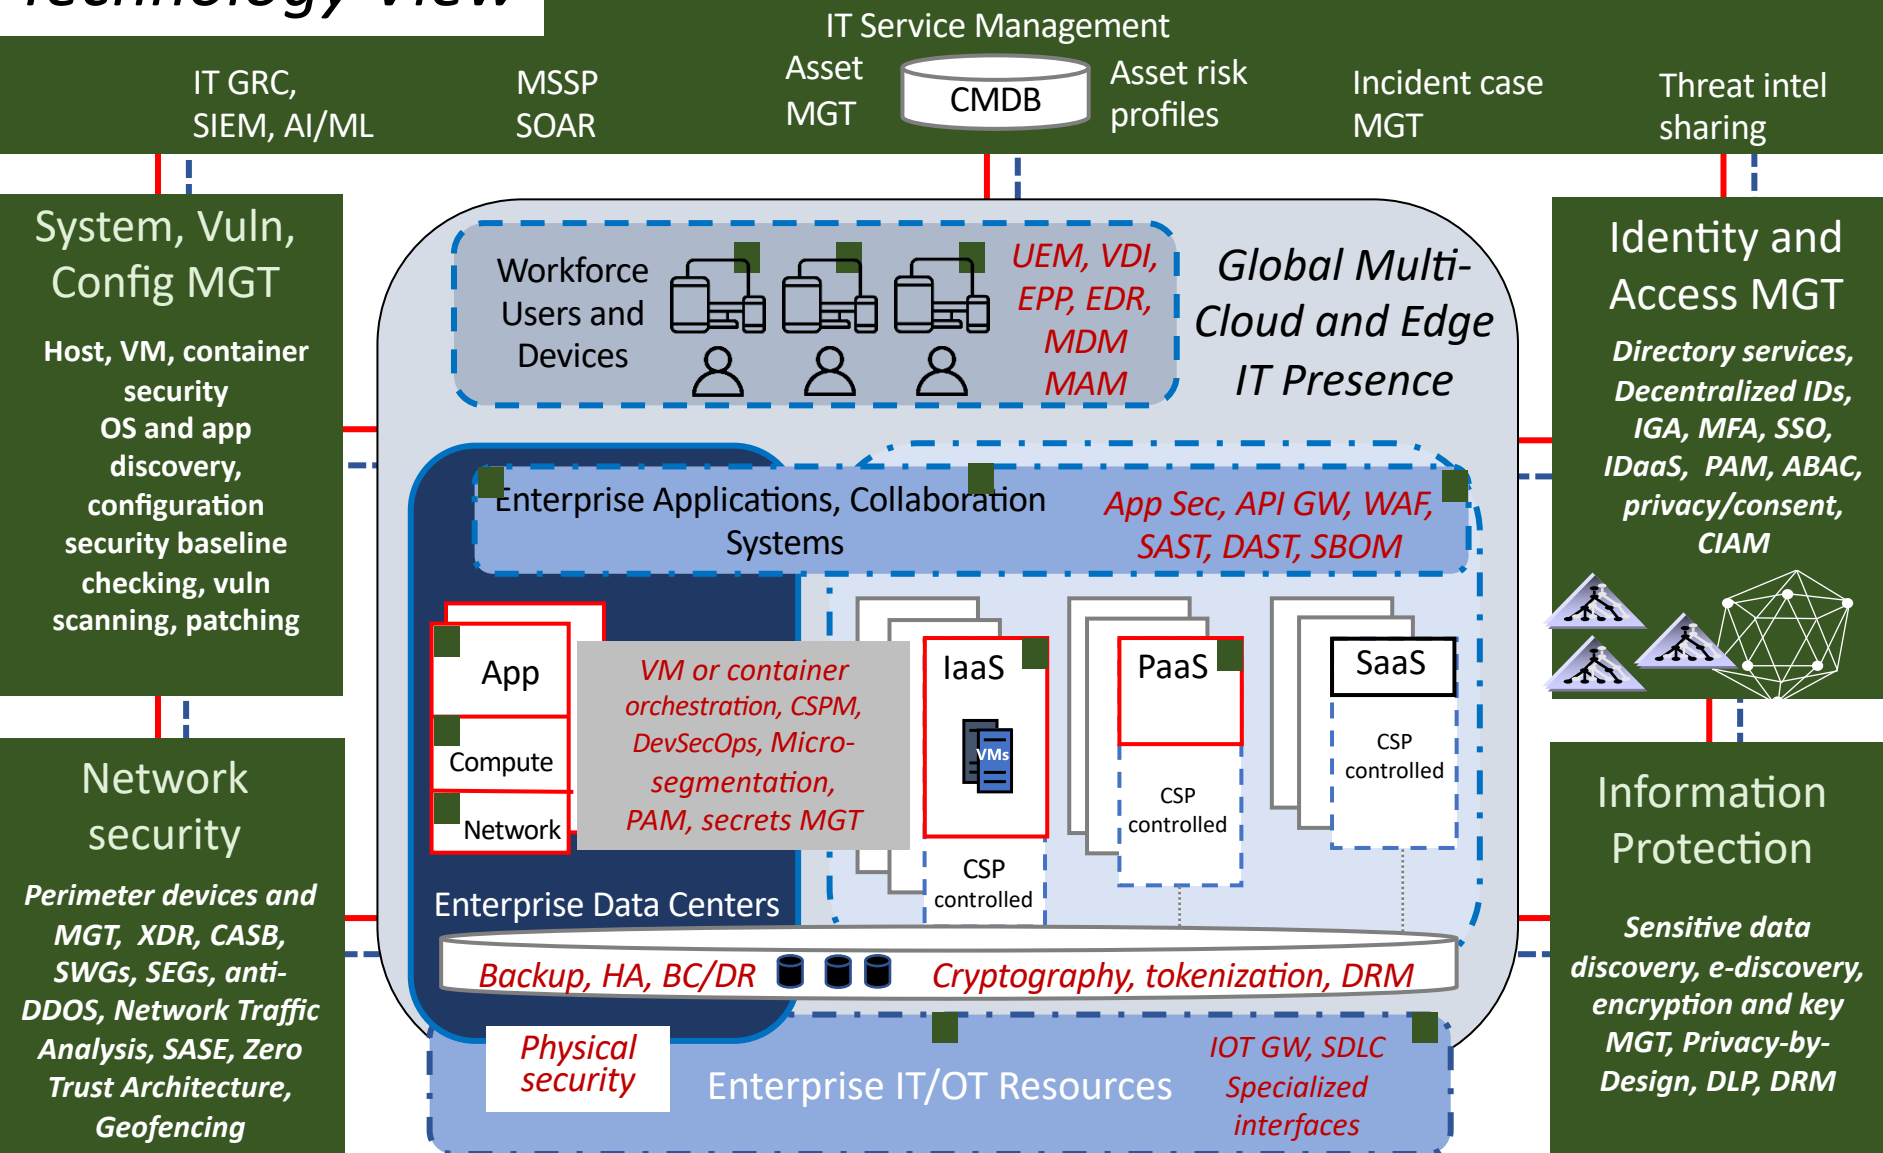 Technology View
IT Service Management
IT GRC,
SIEM, AI/ML
MSSP
SOAR
Asset
MGT
CMDB
Asset risk
profiles
Incident case
MGT
Threat intel
sharing
System, Vuln,
Config MGT
Host, VM, container
security
OS and app
discovery,
configuration
security baseline
checking, vuln
scanning, patching
Workforce
Users and
Devices
UEM, VDI,
EPP, EDR,
MDM
MAM
Global Multi-
Cloud and Edge
IT Presence
Identity and
Access MGT
Directory services,
Decentralized IDs,
IGA, MFA, SSO,
IDaaS, PAM, ABAC,
privacy/consent,
CIAM
Enterprise Applications, Collaboration
Systems
App Sec, API GW, WAF,
SAST, DAST, SBOM
App
Compute
Network
VM or container
orchestration, CSPM,
DevSecOps, Micro-
segmentation,
PAM, secrets MGT
IaaS
VMs
CSP
controlled
PaaS
CSP
controlled
SaaS
CSP
controlled
Enterprise Data Centers
Network
security
Perimeter devices and
MGT, XDR, CASB,
SWGs, SEGs, anti-
DDOS, Network Traffic
Analysis, SASE, Zero
Trust Architecture,
Geofencing
Backup, HA, BC/DR
Cryptography, tokenization, DRM
Physical
security
Enterprise IT/OT Resources
IOT GW, SDLC
Specialized
interfaces
Information
Protection
Sensitive data
discovery, e-discovery,
encryption and key
MGT, Privacy-by-
Design, DLP, DRM